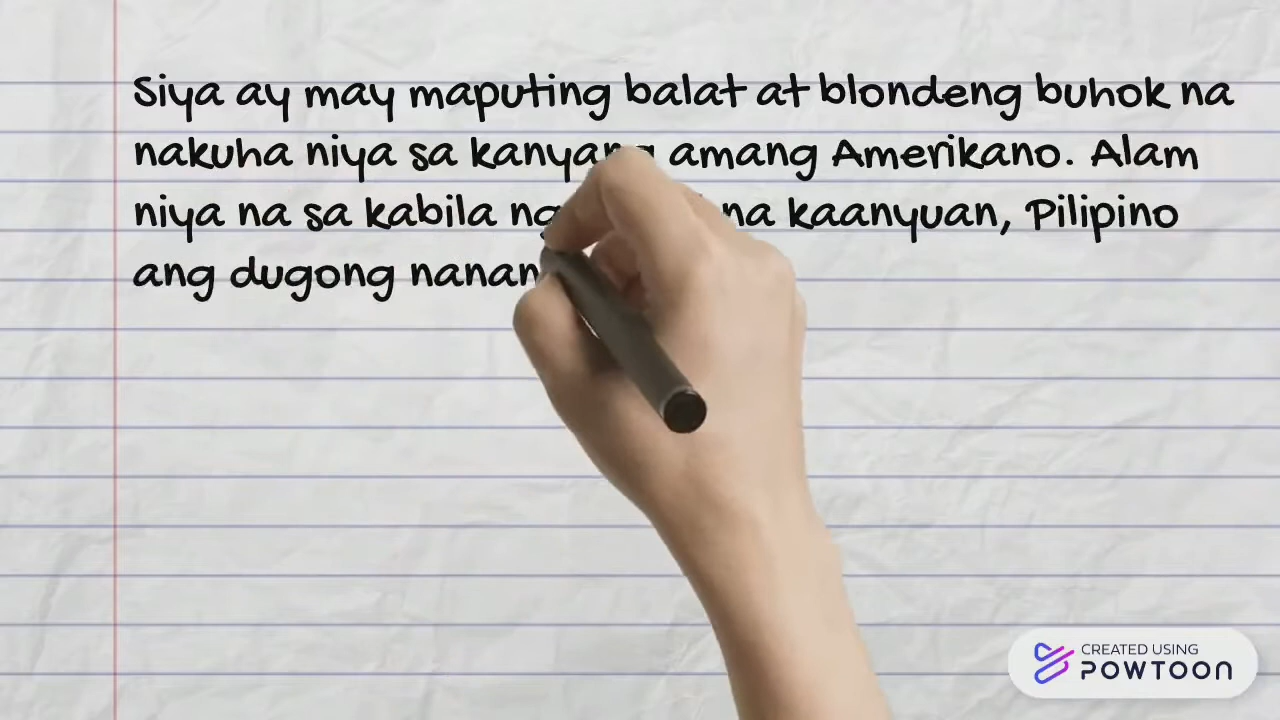 Siya ay may maputing balat at blondeng buhok na
nakuha niya sa kanyang amang Amerikano. Alam
niya na sa kabila na kaanyuan, Pilipino
ang dugong
CREATED USING
POWTOON